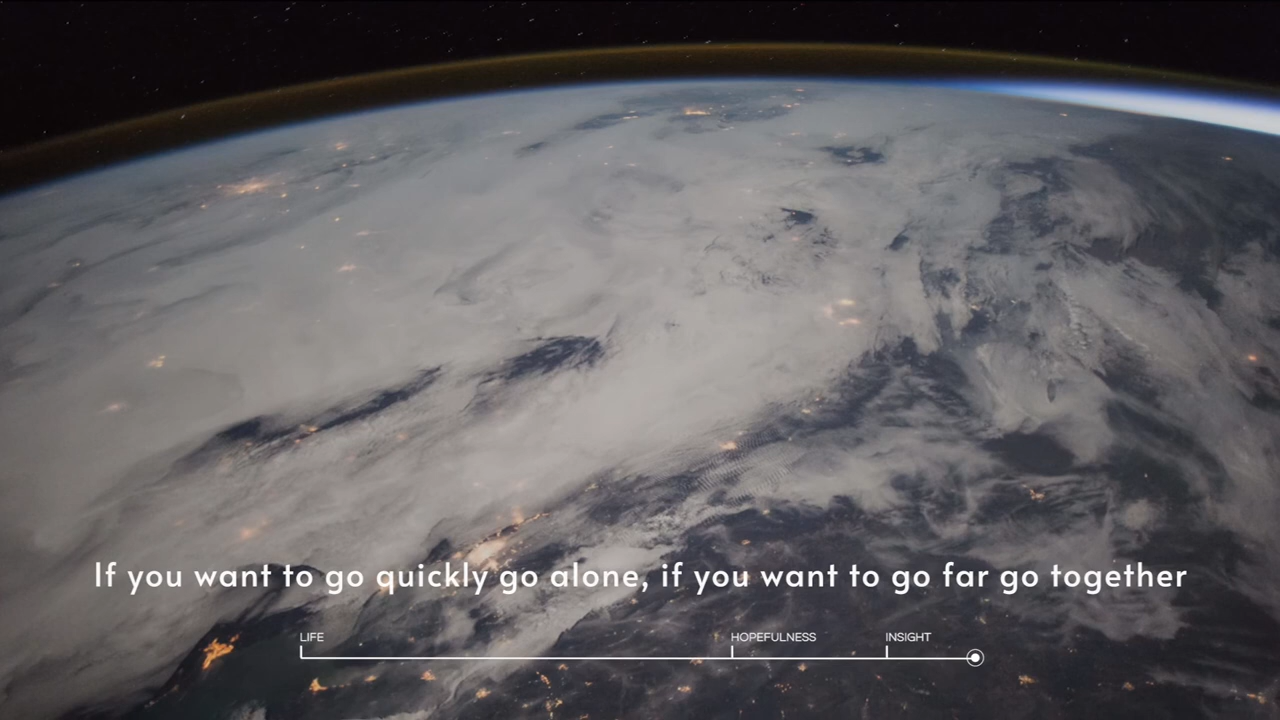 If you want to go quickly go alone, if you want to go far go together
LIFE HOPEFULNESS INSIGHT